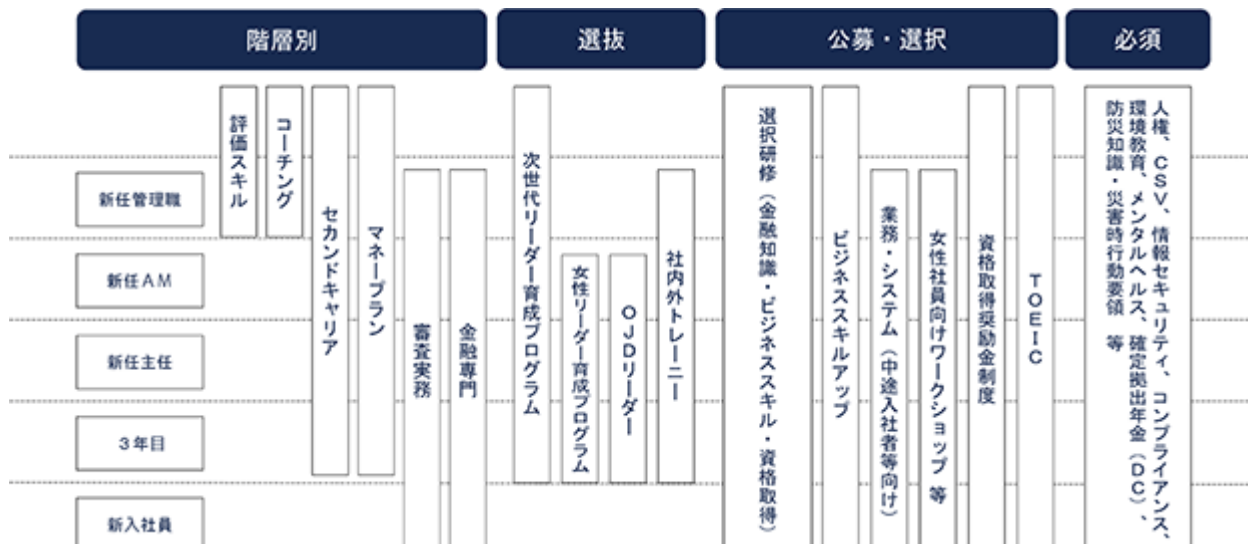 階層別
選抜
公募・選択
必須
新任管理職
新任AM
新任主任
3年目
新入社員
評価スキル
コーチング
セカンドキャリア
マネープラン
審査実務
金融専門
次世代リーダー育成プログラム
女性リーダー育成プログラム
OJDリーダー
社内外トレーニー
選択研修（金融知識・ビジネススキル・資格取得）
ビジネススキルアップ
業務・システム（中途入社者等向け）
女性社員向けワークショップ 等
資格取得奨励金制度
TOEIC
人権、CSV、情報セキュリティ、コンプライアンス、
環境教育、メンタルヘルス、確定拠出年金（DC）、
防災知識・災害時行動要領 等